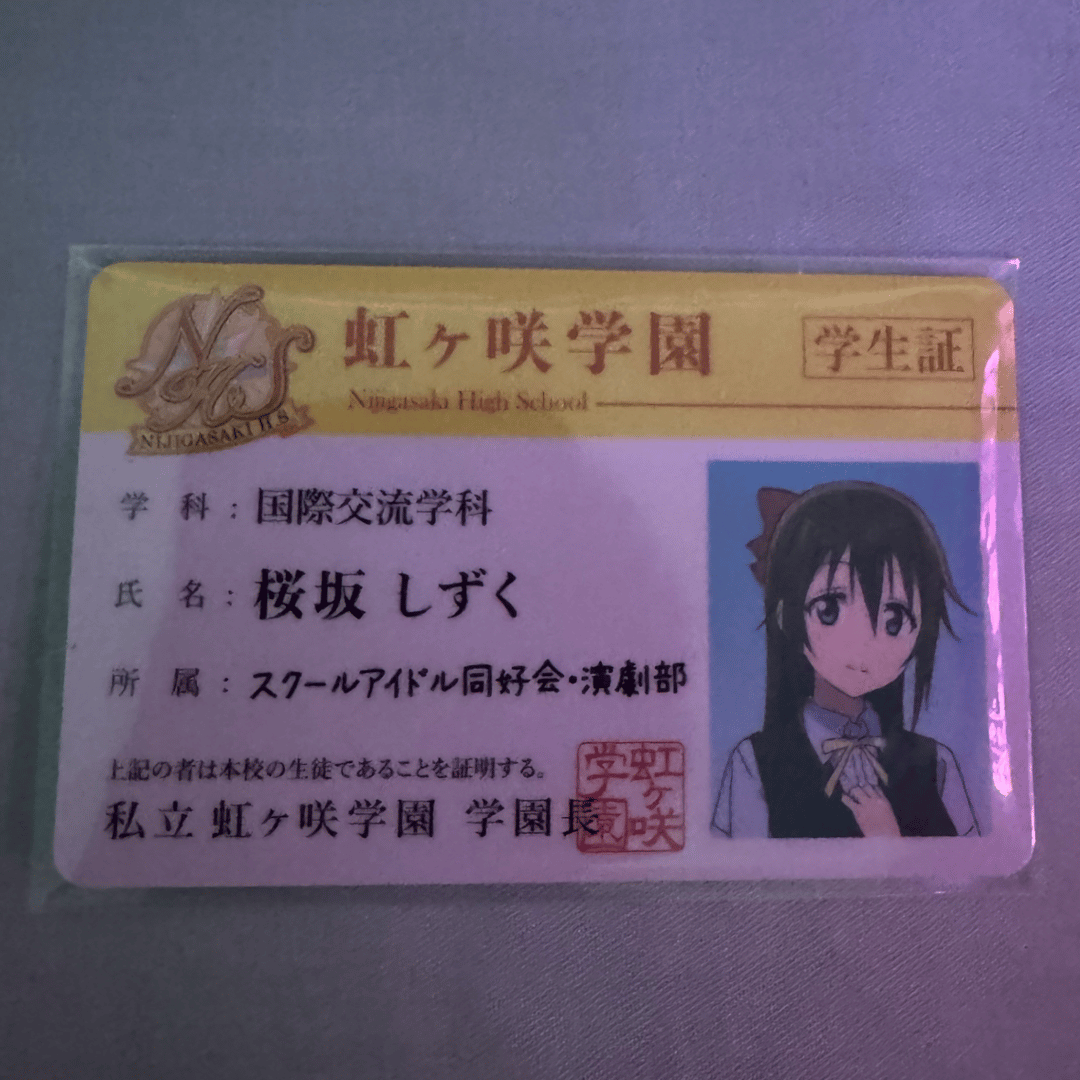 虹ヶ咲学園
学生証
Nijigasaki High School
NHS
NIJIGASAKI H.S
学 科 : 国際交流学科
氏 名 : 桜坂 しずく
所 属 : スクールアイドル同好会・演劇部
上記の者は本校の生徒であることを証明する。
私立 虹ヶ咲学園 学園長
虹ヶ咲
学園